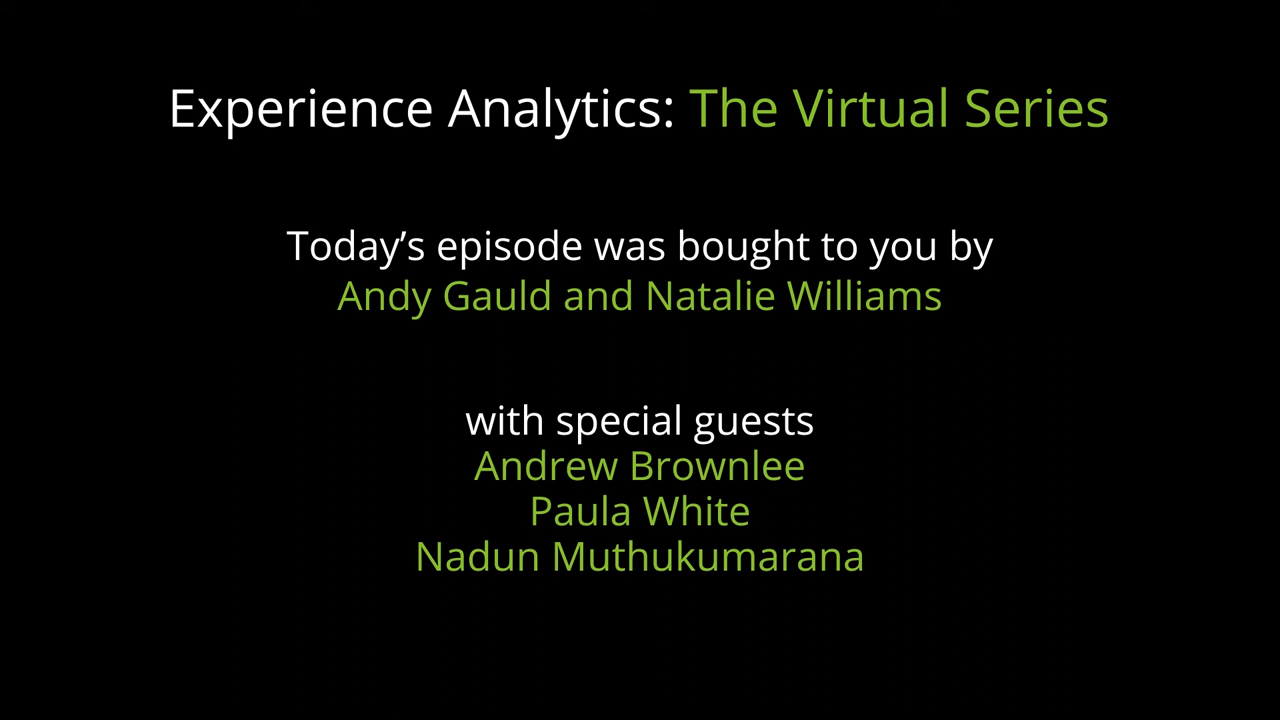 Experience Analytics: The Virtual Series
Today’s episode was bought to you by
Andy Gauld and Natalie Williams
with special guests
Andrew Brownlee
Paula White
Nadun Muthukumarana